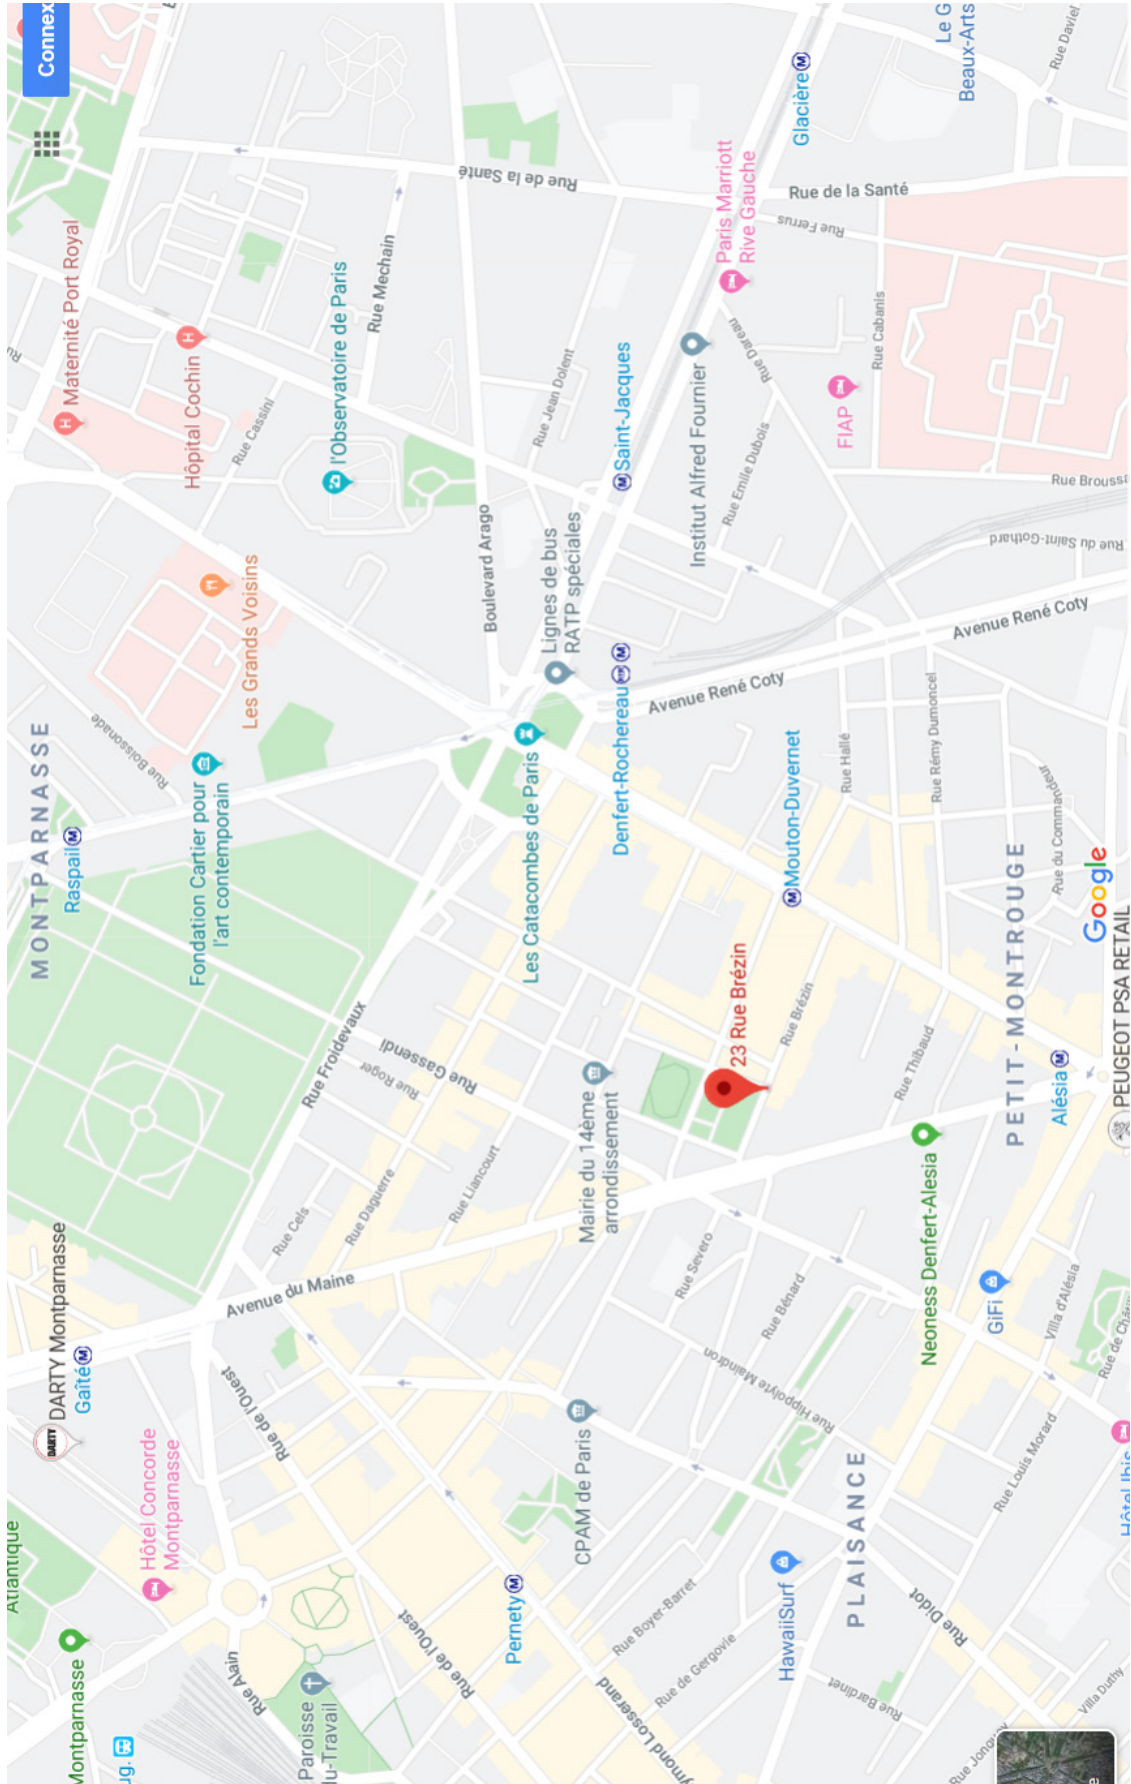 Atlantique
Montparnasse
ug.
Hôtel Concorde
Montparnasse
DARTY
DARTY Montparnasse
Gaîté
M
Rue Alain
Paroisse
du-Travail
Rue de l'Ouest
Rue de l'Ouest
Avenue du Maine
Pernety
M
CPAM de Paris
Rue Boyer-Barret
Rue de Gergovie
HawaiiSurf
PLAISANCE
Rue Bardinet
Rue Didot
Villa Duthy
Rue Louis Morard
Rue Hippolyte Maindron
Rue Bénard
Rue Severo
GiFi
Villa d'Alésia
Neoness Denfert-Alesia
MONTPARNASSE
Raspail
M
Rue Boissonade
Fondation Cartier pour
l'art contemporain
Les Grands Voisins
Rue Froidevaux
Rue Gassendi
Rue Roger
Rue Cels
Rue Daguerre
Rue Liancourt
Mairie du 14ème
arrondissement
Les Catacombes de Paris
Denfert-Rochereau
M
Lignes de bus
RATP spéciales
Boulevard Arago
23 Rue Brézin
Rue Brézin
M
Mouton-Duvernet
Rue Thibaud
PETIT-MONTROUGE
Alésia
M
PEUGEOT PSA RETAIL
Google
Rue du Commandeur
Rue Rémy Dumoncel
Rue Hallé
Avenue René Coty
Avenue René Coty
Rue du Saint-Gothard
Maternité Port Royal
H
Hôpital Cochin
H
Rue Cassini
l'Observatoire de Paris
Rue Mechain
Rue de la Santé
Rue Jean Dolent
M
Saint-Jacques
Institut Alfred Fournier
Rue Emile Dubois
Rue Dareau
Paris Marriott
Rive Gauche
Rue Ferrus
Rue de la Santé
Rue Cabanis
FIAP
Glacière
M
Le G
Beaux-Arts
Rue Daviel
Connex